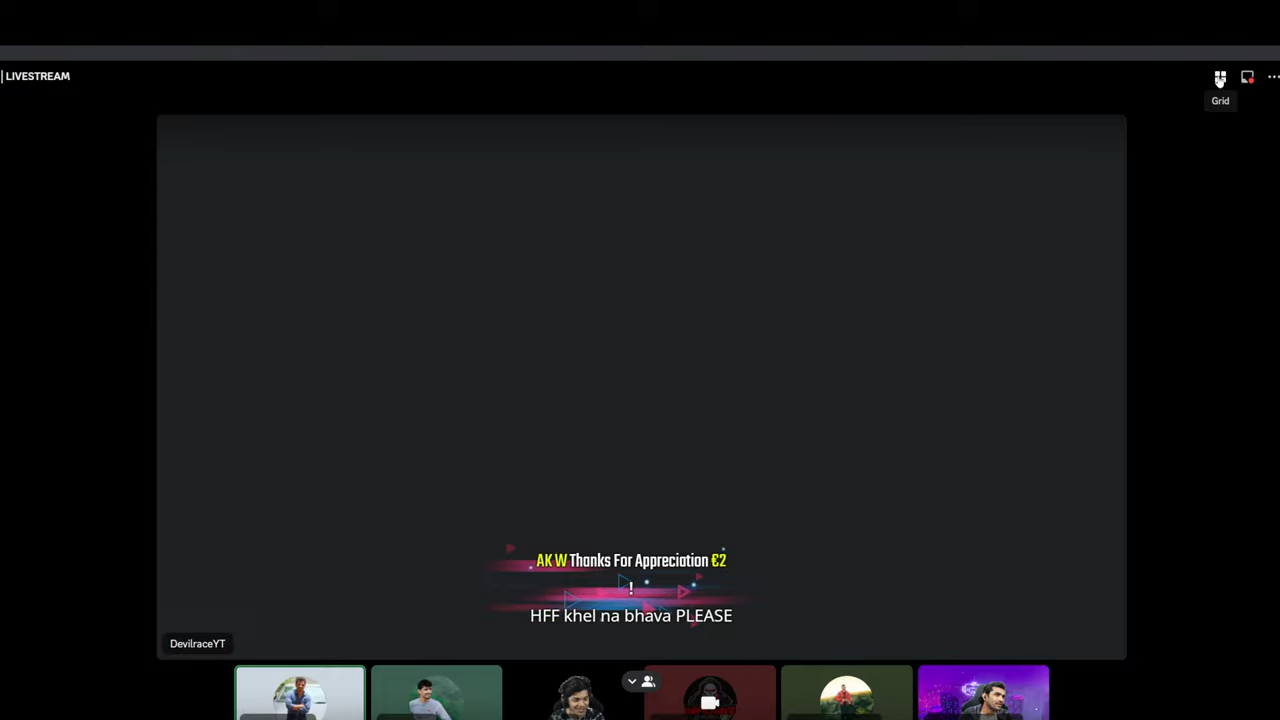 LIVESTREAM
Grid
AK W Thanks For Appreciation €2
!
HFF khel na bhava PLEASE
DevilraceYT